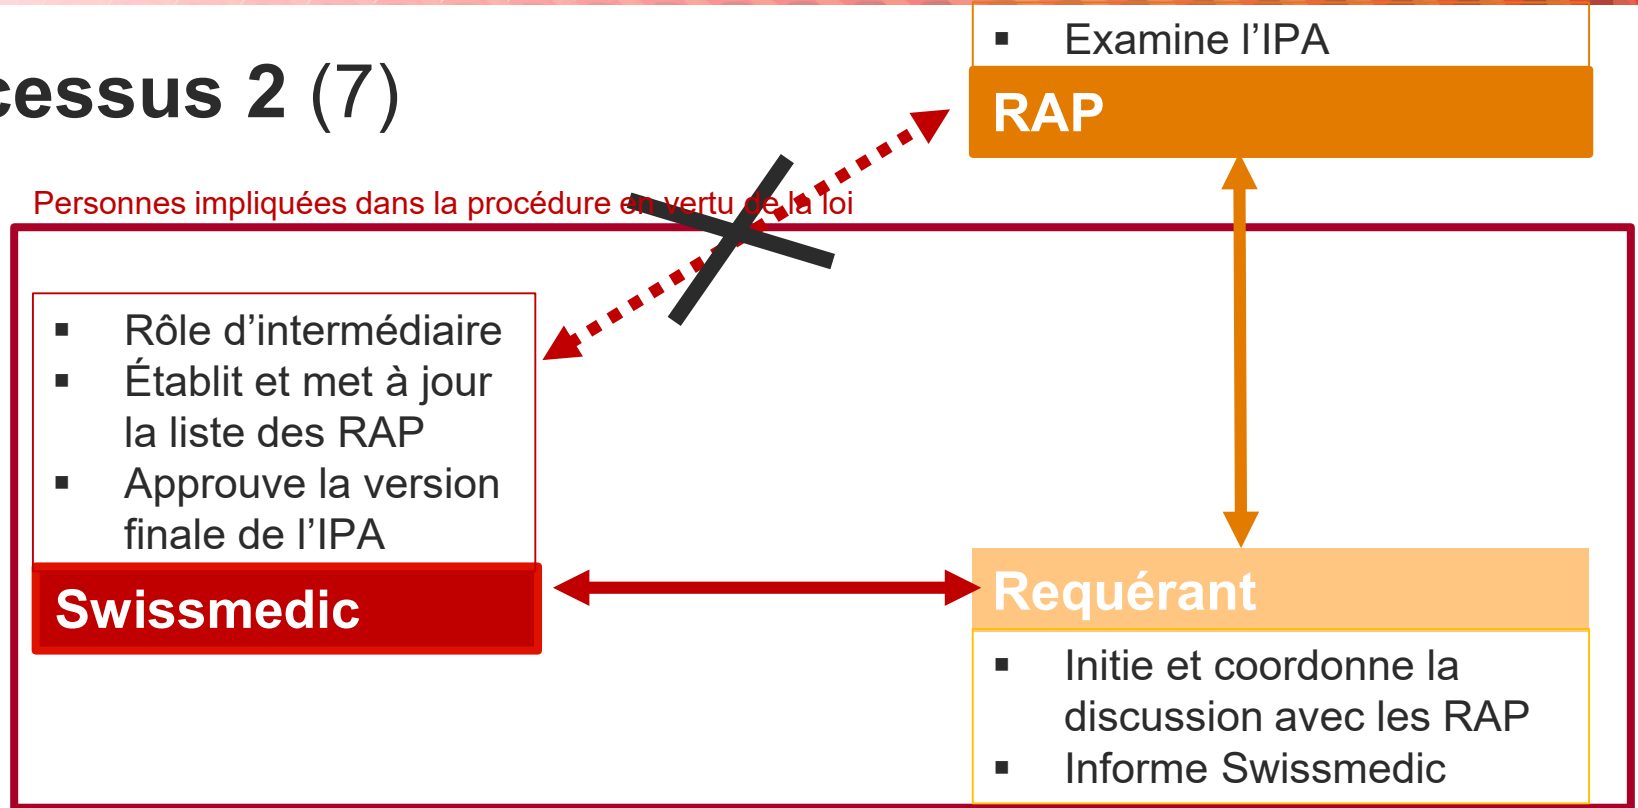 cessus 2 (7)
▪ Examine l’IPA
RAP
Personnes impliquées dans la procédure en vertu de la loi
▪ Rôle d’intermédiaire
▪ Établit et met à jour
la liste des RAP
▪ Approuve la version
finale de l’IPA
Swissmedic
Requérant
▪ Initie et coordonne la
discussion avec les RAP
▪ Informe Swissmedic